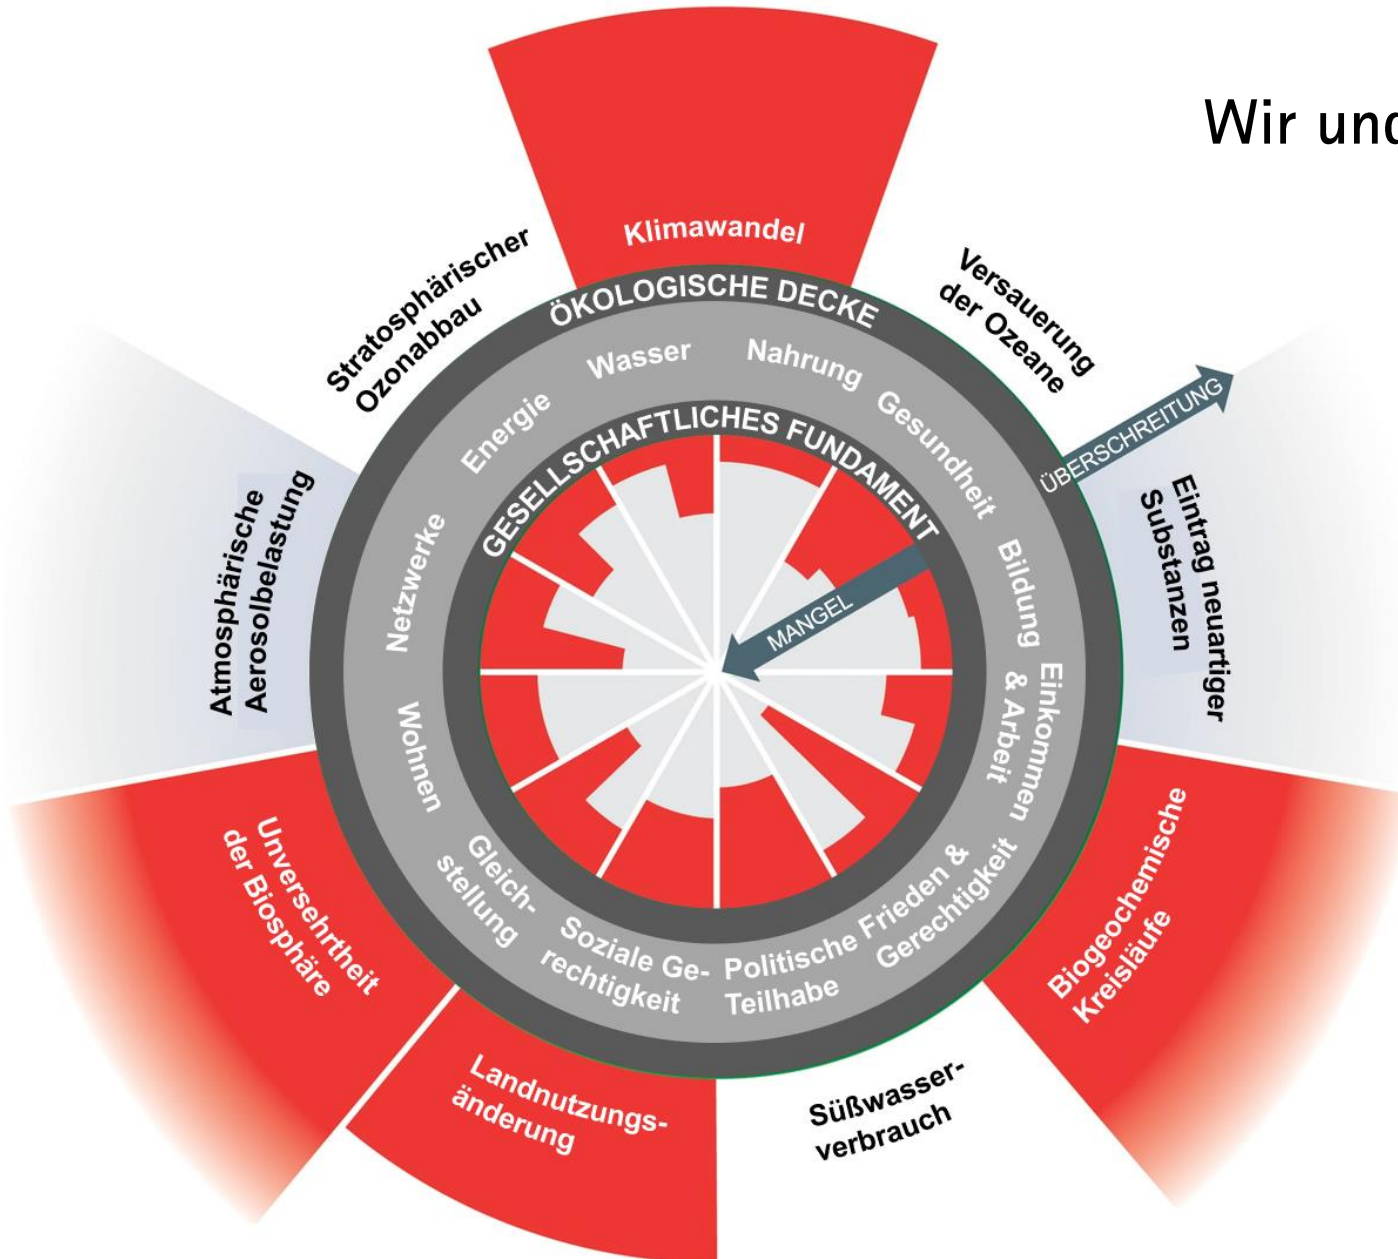 Wir und
Klimawandel
Stratosphärischer
Ozonabbau
Versauerung
der Ozeane
ÖKOLOGISCHE DECKE
Wasser
Nahrung
Energie
Gesundheit
ÜBERSCHREITUNG
GESELLSCHAFTLICHES FUNDAMENT
Atmosphärische
Aerosolbelastung
Netzwerke
Bildung
Eintrag neuartiger
Substanzen
MANGEL
Wohnen
Einkommen
& Arbeit
Unversehrtheit
der Biosphäre
Gleich-
stellung
Soziale Ge-
rechtigkeit
Politische
Teilhabe
Frieden &
Gerechtigkeit
Biogeochemische
Kreisläufe
Landnutzungs-
änderung
Süßwasser-
verbrauch